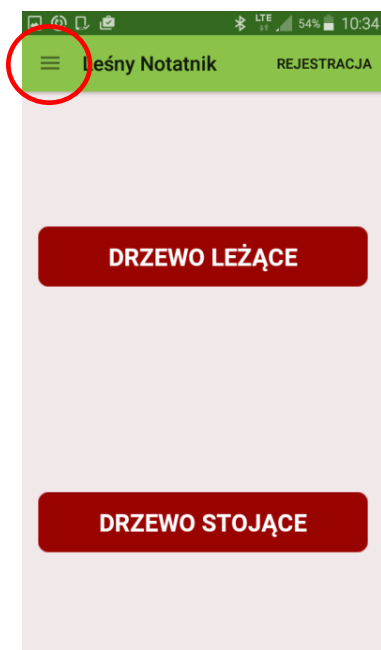 LTE 54% 10:34
Leśny Notatnik REJESTRACJA
DRZEWO LEŻĄCE
DRZEWO STOJĄCE